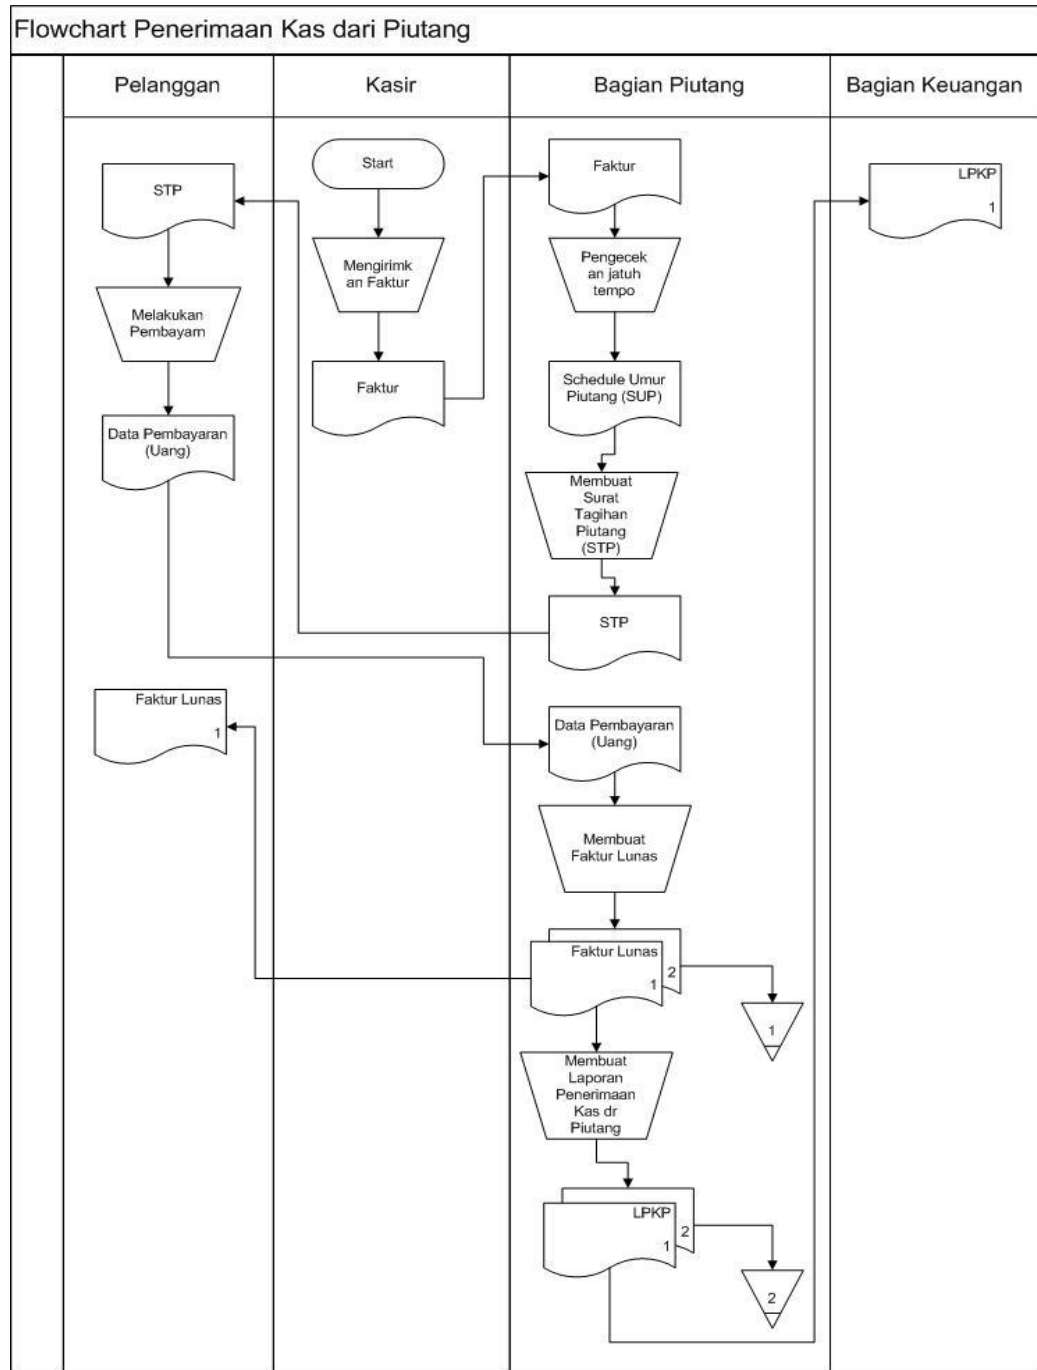 Flowchart Penerimaan Kas dari Piutang
Pelanggan
Kasir
Bagian Piutang
Bagian Keuangan
STP
Melakukan
Pembayarn
Data Pembayaran
(Uang)
Faktur Lunas
1
Start
Mengirimk
an Faktur
Faktur
Faktur
Pengecek
an jatuh
tempo
Schedule Umur
Piutang (SUP)
Membuat
Surat
Tagihan
Piutang
(STP)
STP
Data Pembayaran
(Uang)
Membuat
Faktur Lunas
Faktur Lunas
1
2
1
Membuat
Laporan
Penerimaan
Kas dr
Piutang
LPKP
1
2
2
LPKP
1